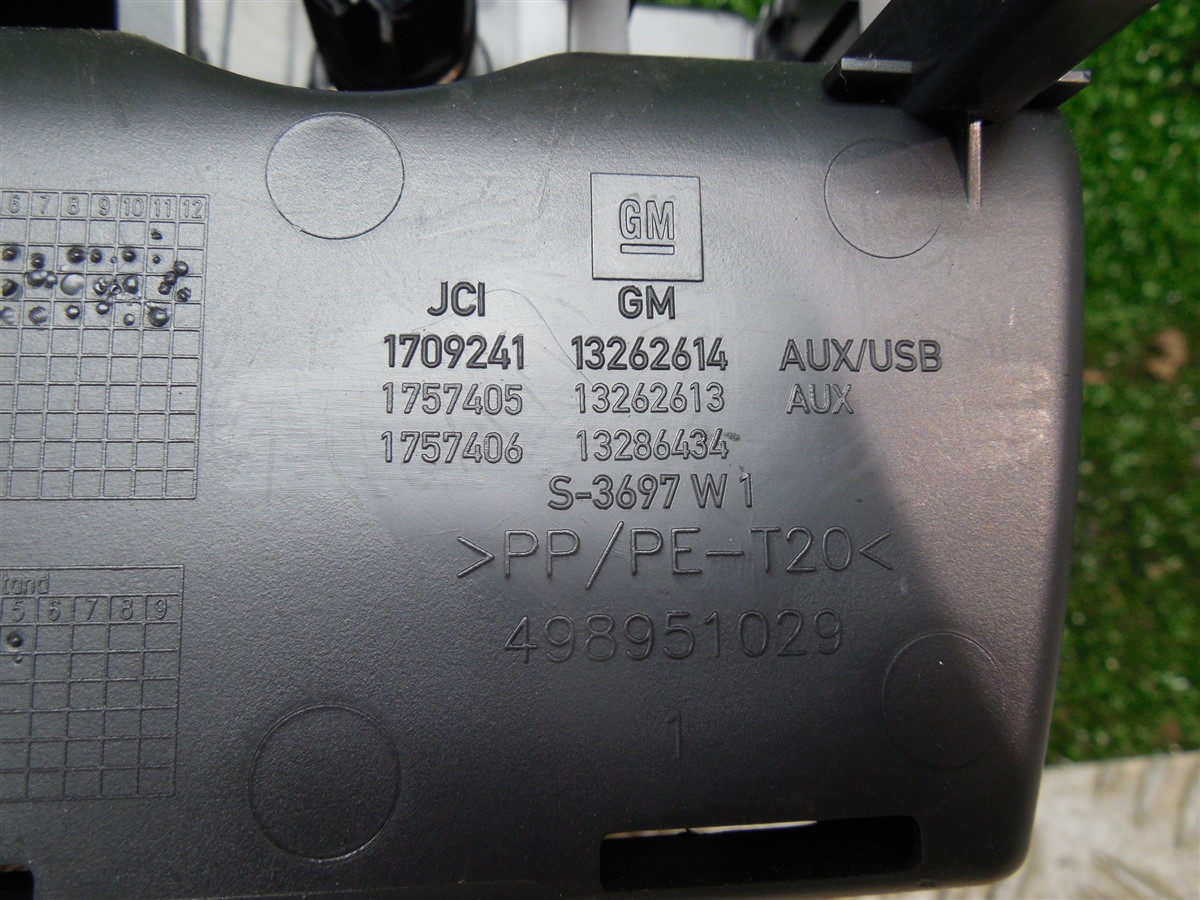 6 7 8 9 10 11 12
GM
JCI GM
1709241 13262614 AUX/USB
1757405 13262613 AUX
1757406 13286434
S-3697 W 1
>PP/PE-T20<
tand
5 6 7 8 9
498951029
1